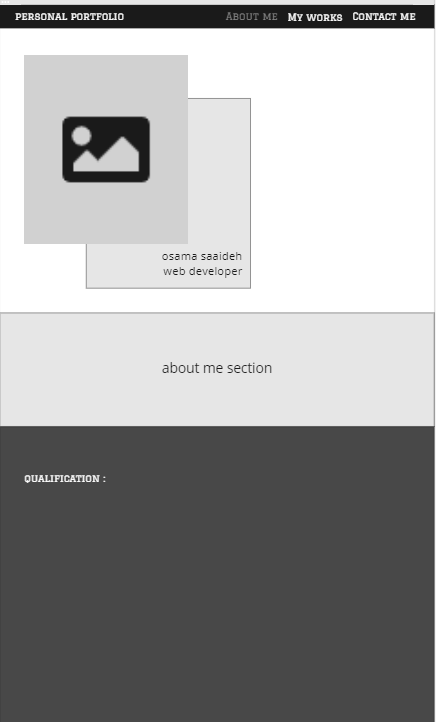 PERSONAL PORTFOLIO
About me
My works
Contact me
osama saaideh
web developer
about me section
QUALIFICATION :